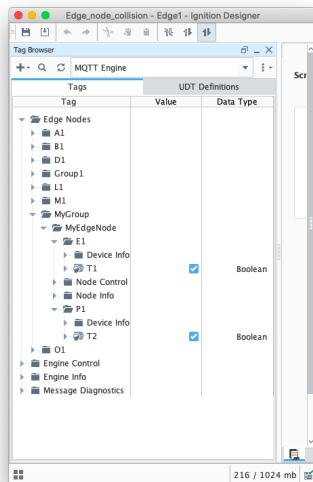 Edge_node_collision - Edge1 - Ignition Designer
Tag Browser
MQTT Engine
Tags UDT Definitions
Tag Value Data Type
Edge Nodes
A1
B1
D1
Group1
L1
M1
MyGroup
MyEdgeNode
E1
Device Info
T1 Boolean
Node Control
Node Info
P1
Device Info
T2 Boolean
O1
Engine Control
Engine Info
Message Diagnostics
216 / 1024 mb